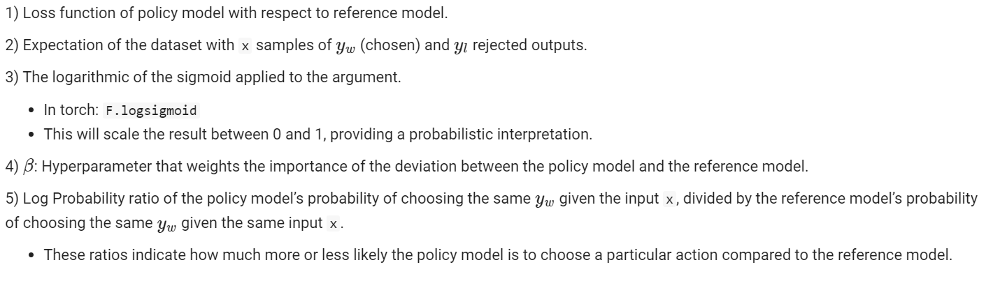 1) Loss function of policy model with respect to reference model.
2) Expectation of the dataset with x samples of y_w (chosen) and y_l rejected outputs.
3) The logarithmic of the sigmoid applied to the argument.
• In torch: F.logsigmoid
• This will scale the result between 0 and 1, providing a probabilistic interpretation.
4) β: Hyperparameter that weights the importance of the deviation between the policy model and the reference model.
5) Log Probability ratio of the policy model’s probability of choosing the same y_w given the input x, divided by the reference model’s probability
of choosing the same y_w given the same input x.
• These ratios indicate how much more or less likely the policy model is to choose a particular action compared to the reference model.